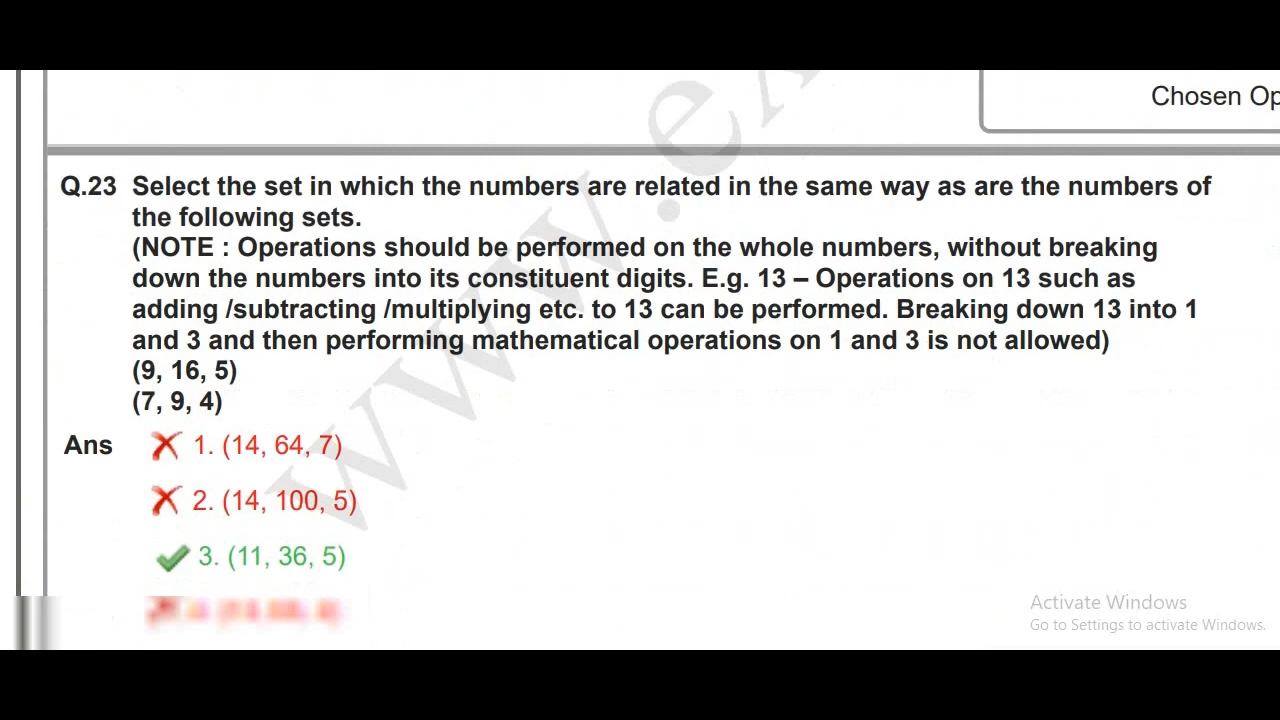 Chosen Op
Q.23 Select the set in which the numbers are related in the same way as are the numbers of
the following sets.
(NOTE : Operations should be performed on the whole numbers, without breaking
down the numbers into its constituent digits. E.g. 13 – Operations on 13 such as
adding /subtracting /multiplying etc. to 13 can be performed. Breaking down 13 into 1
and 3 and then performing mathematical operations on 1 and 3 is not allowed)
(9, 16, 5)
(7, 9, 4)
Ans 1. (14, 64, 7)
2. (14, 100, 5)
3. (11, 36, 5)
www.ex
Activate Windows
Go to Settings to activate Windows.